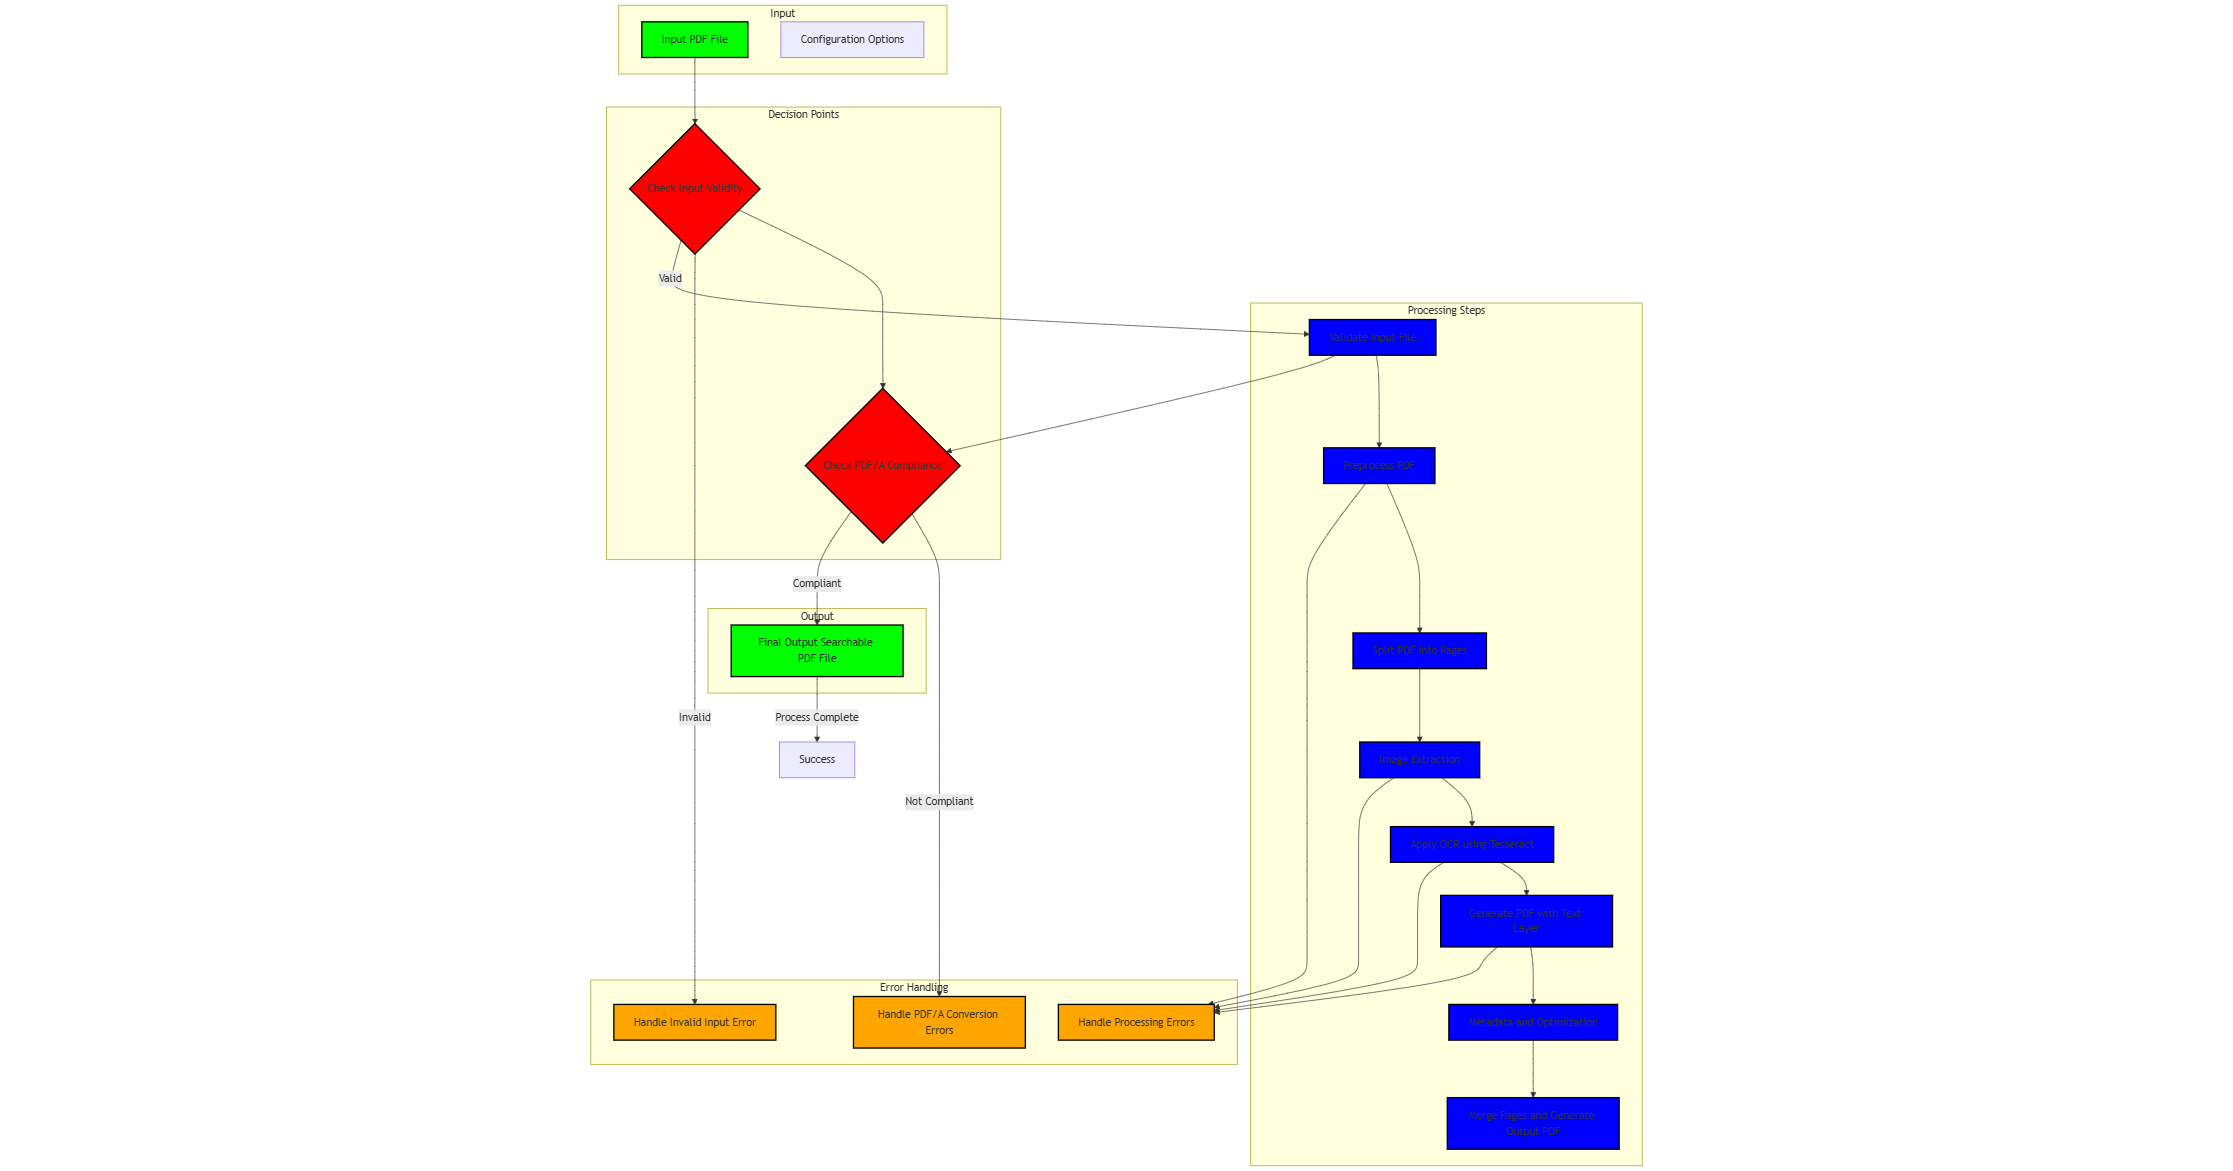 Input
Input PDF File
Configuration Options
Decision Points
Check Input Validity
Valid
Processing Steps
Validate Input File
Check PDF/A Compliance
Preprocess PDF
Compliant
Output
Final Output Searchable
PDF File
Split PDF into Pages
Invalid
Process Complete
Success
Image Extraction
Not Compliant
Apply OCR using Tesseract
Generate PDF with Text
Layer
Error Handling
Handle Invalid Input Error
Handle PDF/A Conversion
Errors
Handle Processing Errors
Metadata and Optimization
Merge Pages and Generate
Output PDF